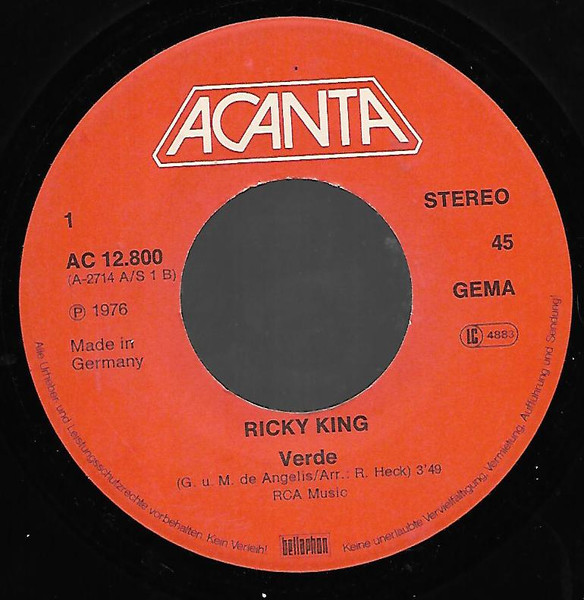 ACANTA
1
STEREO
AC 12.800
45
(A-2714 A/S 1 B)
GEMA
Ⓟ 1976
LC 4883
Made in
Germany
RICKY KING
Verde
(G. u. M. de Angelis/Arr.: R. Heck) 3'49
RCA Music
Alle Urheber- und Leistungsschutzrechte vorbehalten. Kein Verleih!
bellaphon
Keine unerlaubte Vervielfältigung, Vermietung, Aufführung und Sendung!